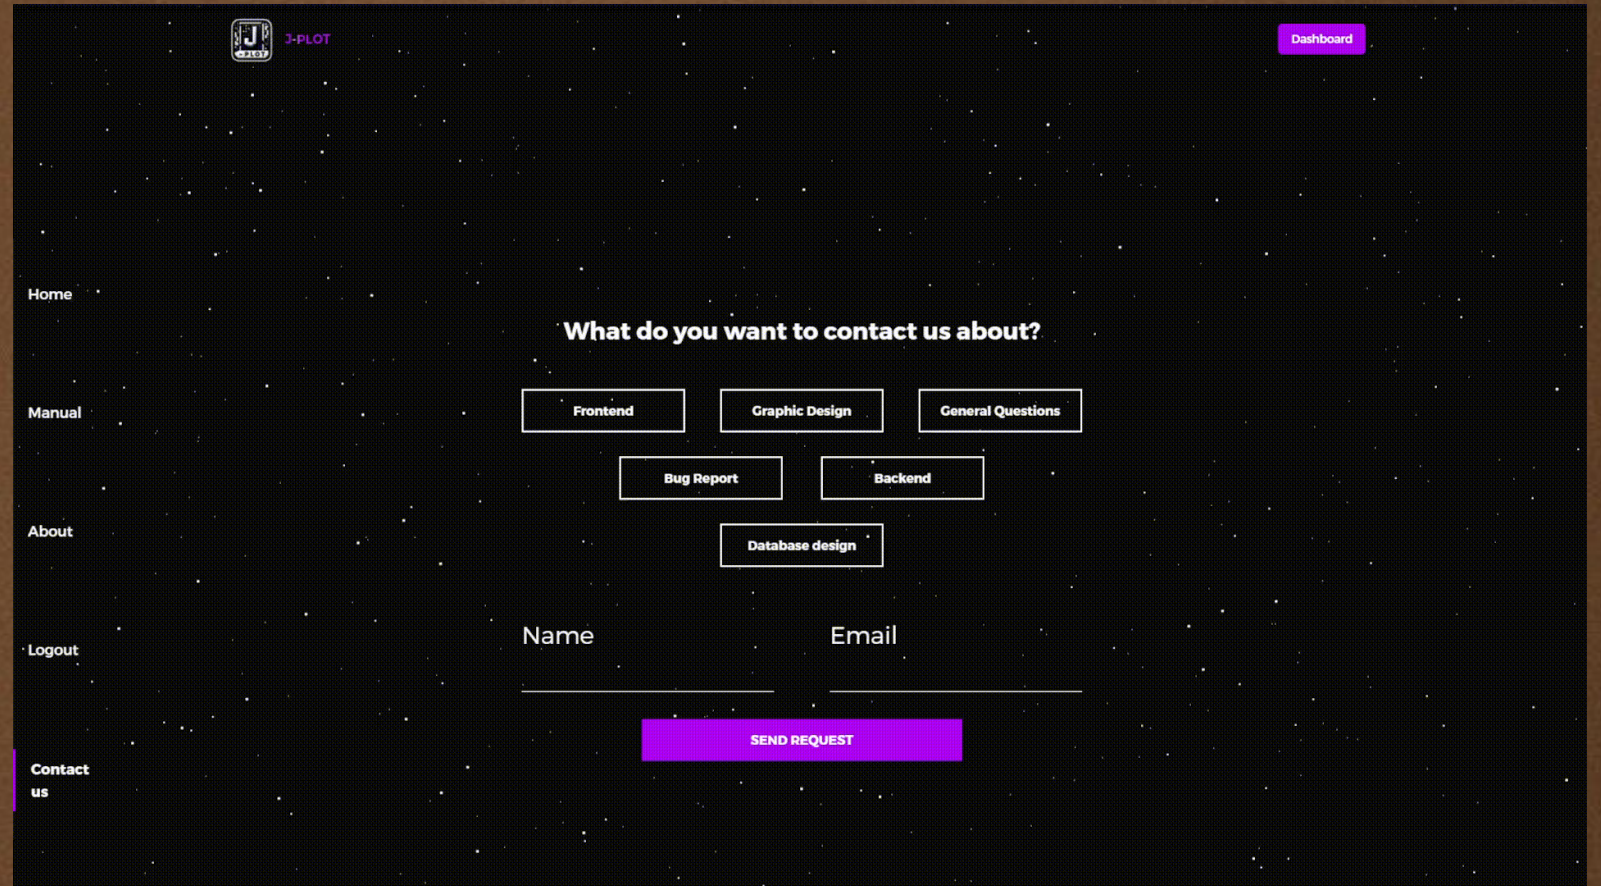 J
J-PLOT
J-PLOT
Dashboard
Home
What do you want to contact us about?
Manual
Frontend
Graphic Design
General Questions
Bug Report
Backend
About
Database design
Name
Email
Logout
SEND REQUEST
Contact
us